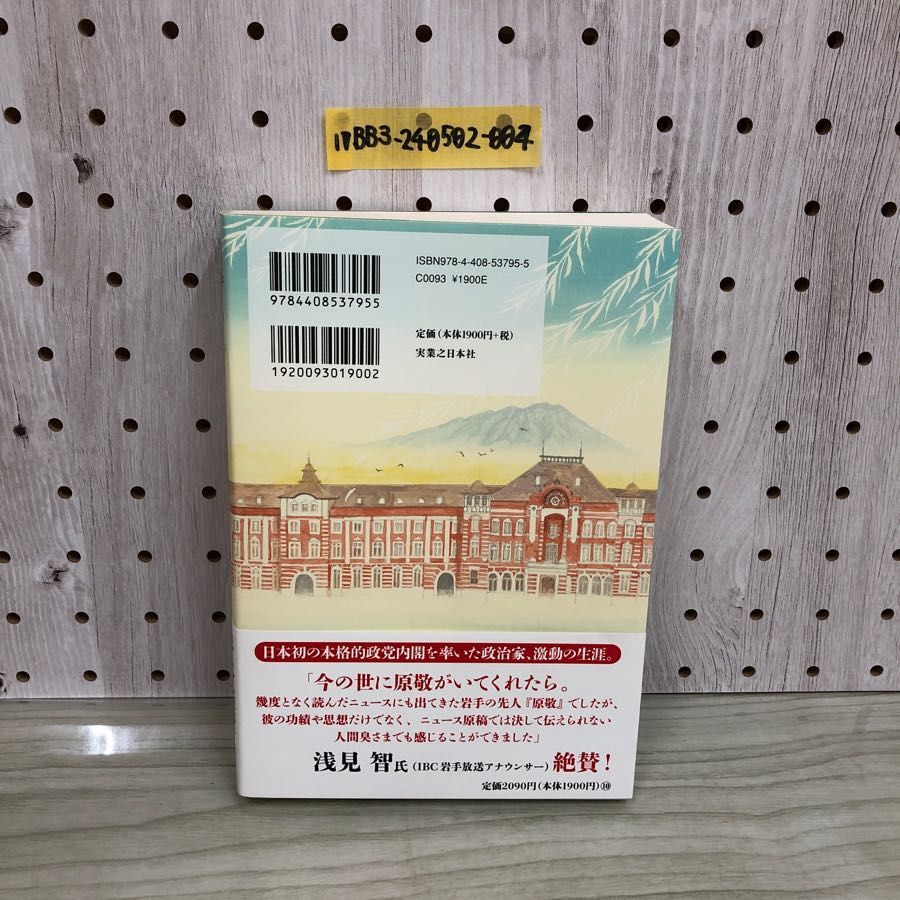 11BB3-240502-004
ISBN978-4-408-53795-5
C0093 ¥1900E
9784408537955
定価(本体1900円+税)
実業之日本社
1920093019002
日本初の本格的政党内閣を率いた政治家、激動の生涯。
「今の世に原敬がいてくれたら。
幾度となく読んだニュースにも出てきた岩手の先人『原敬』でしたが、
彼の功績や思想だけでなく、ニュース原稿では決して伝えられない
人間臭さまでも感じることができました」
浅見 智氏(IBC岩手放送アナウンサー)絶賛!
定価2090円(本体1900円)⑩